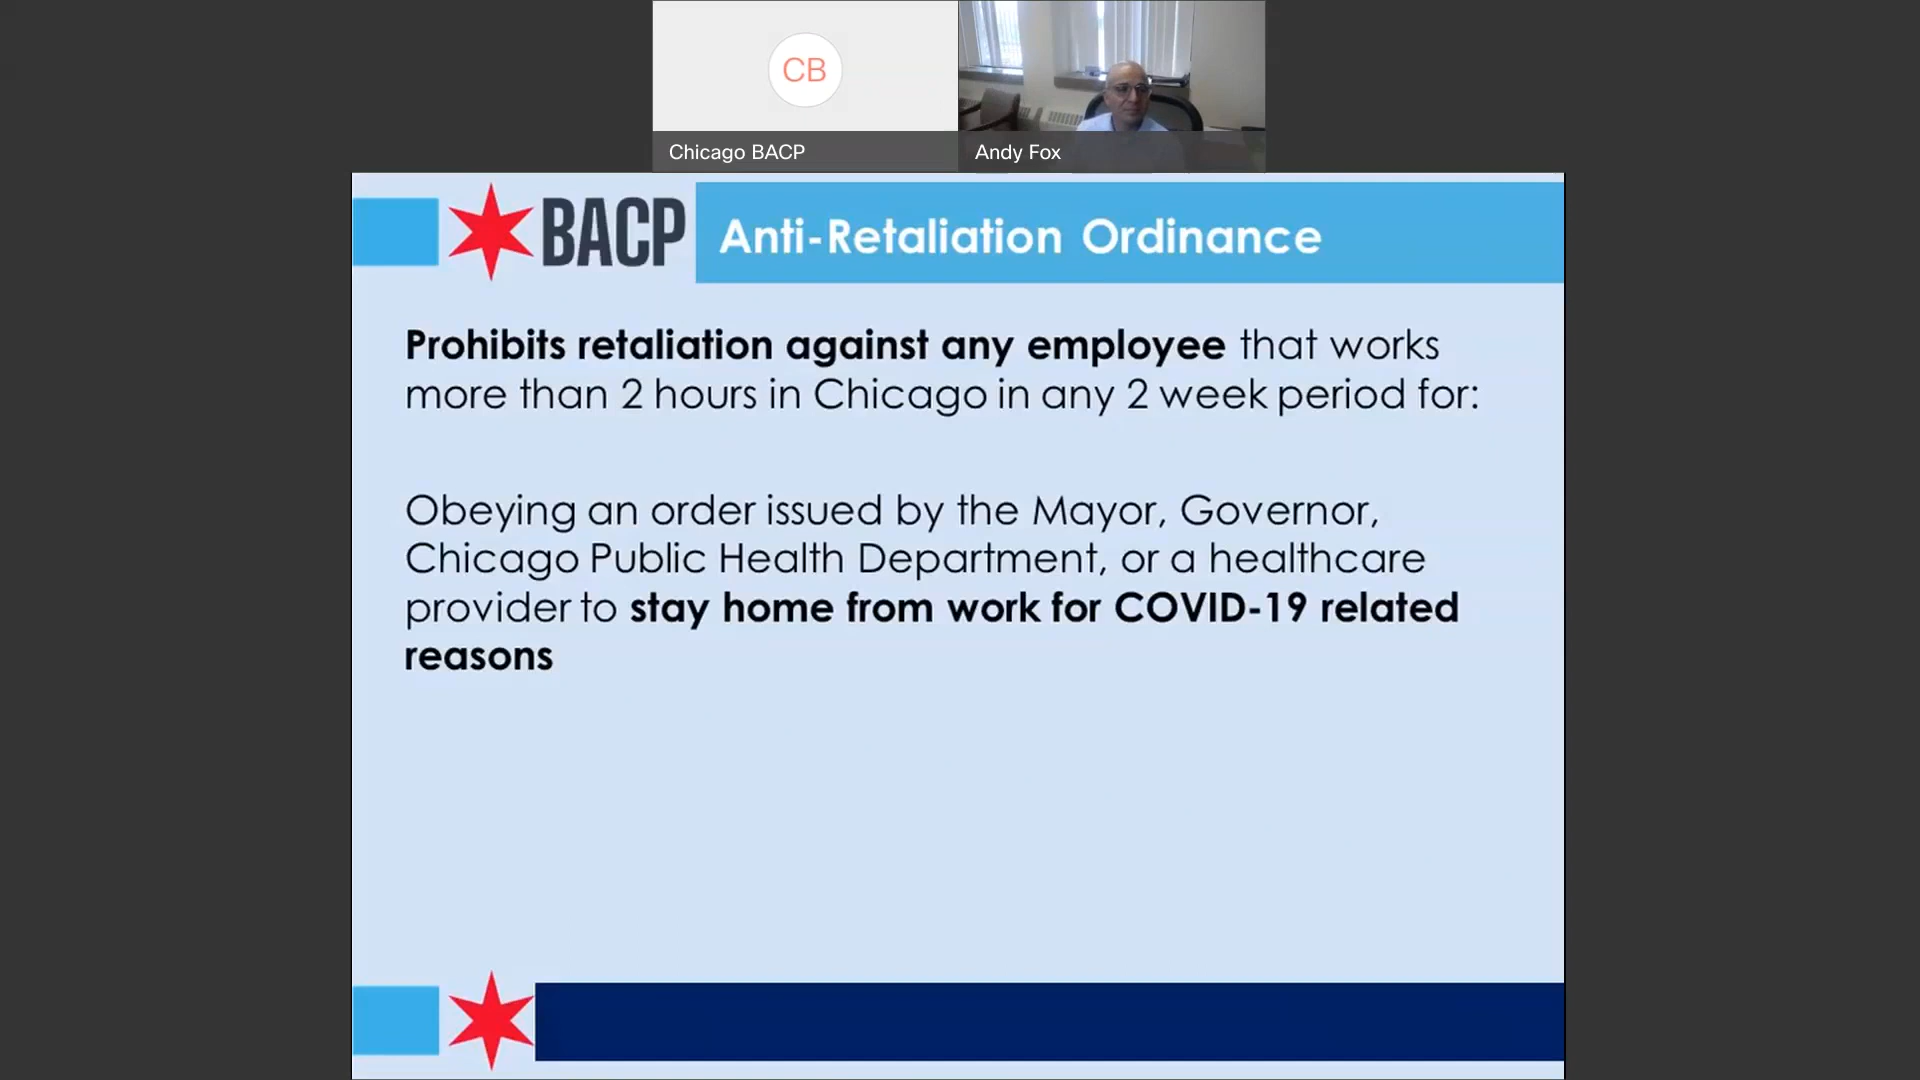 CB
Chicago BACP
Andy Fox
BACP
Anti-Retaliation Ordinance
Prohibits retaliation against any employee that works
more than 2 hours in Chicago in any 2 week period for:
Obeying an order issued by the Mayor, Governor,
Chicago Public Health Department, or a healthcare
provider to stay home from work for COVID-19 related
reasons